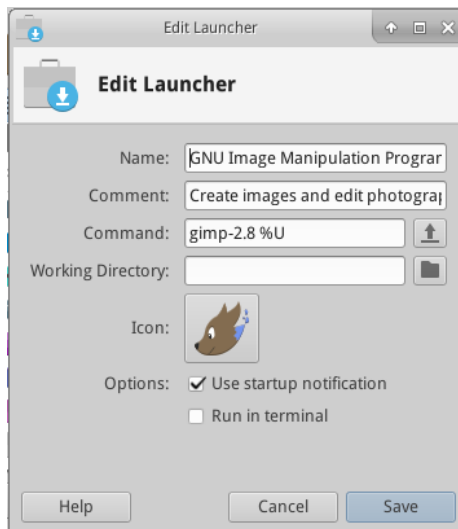 Edit Launcher
Edit Launcher
Name: GNU Image Manipulation Prograr
Comment: Create images and edit photograp
Command: gimp-2.8 %U
Working Directory:
Icon:
Options: Use startup notification
Run in terminal
Help Cancel Save